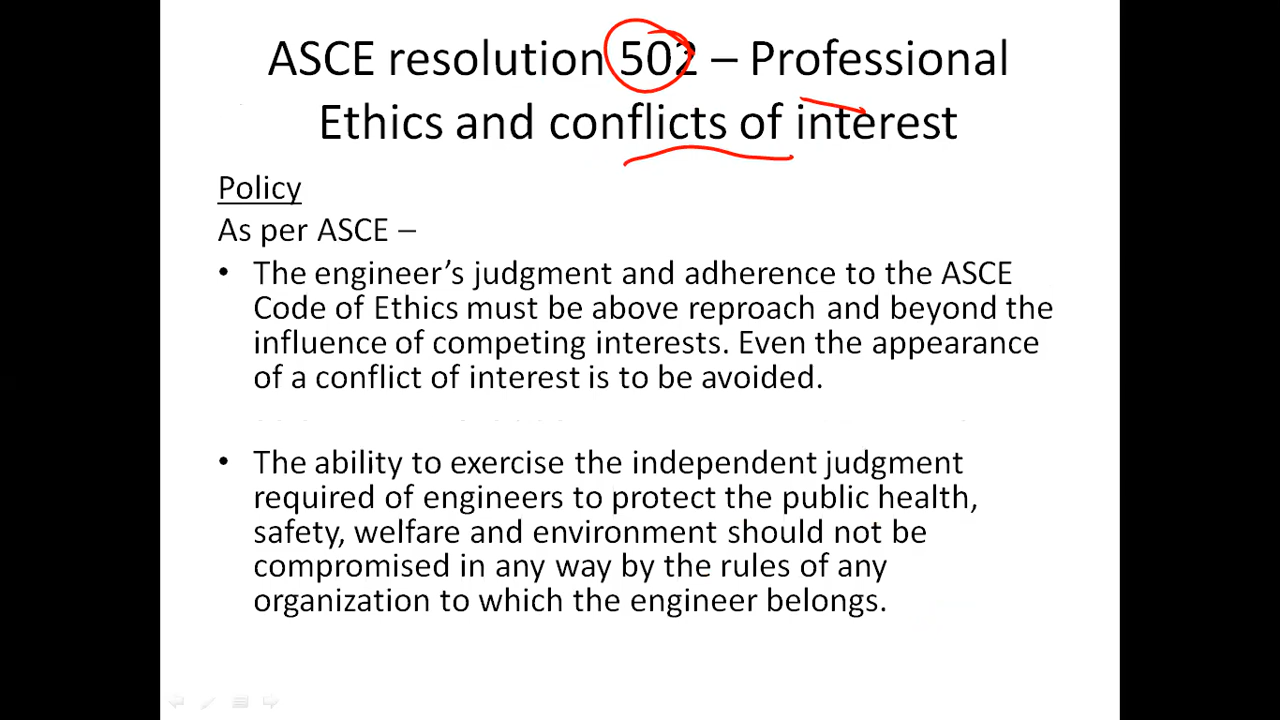 ASCE resolution 502 – Professional
Ethics and conflicts of interest
Policy
As per ASCE –
• The engineer’s judgment and adherence to the ASCE
Code of Ethics must be above reproach and beyond the
influence of competing interests. Even the appearance
of a conflict of interest is to be avoided.
• The ability to exercise the independent judgment
required of engineers to protect the public health,
safety, welfare and environment should not be
compromised in any way by the rules of any
organization to which the engineer belongs.